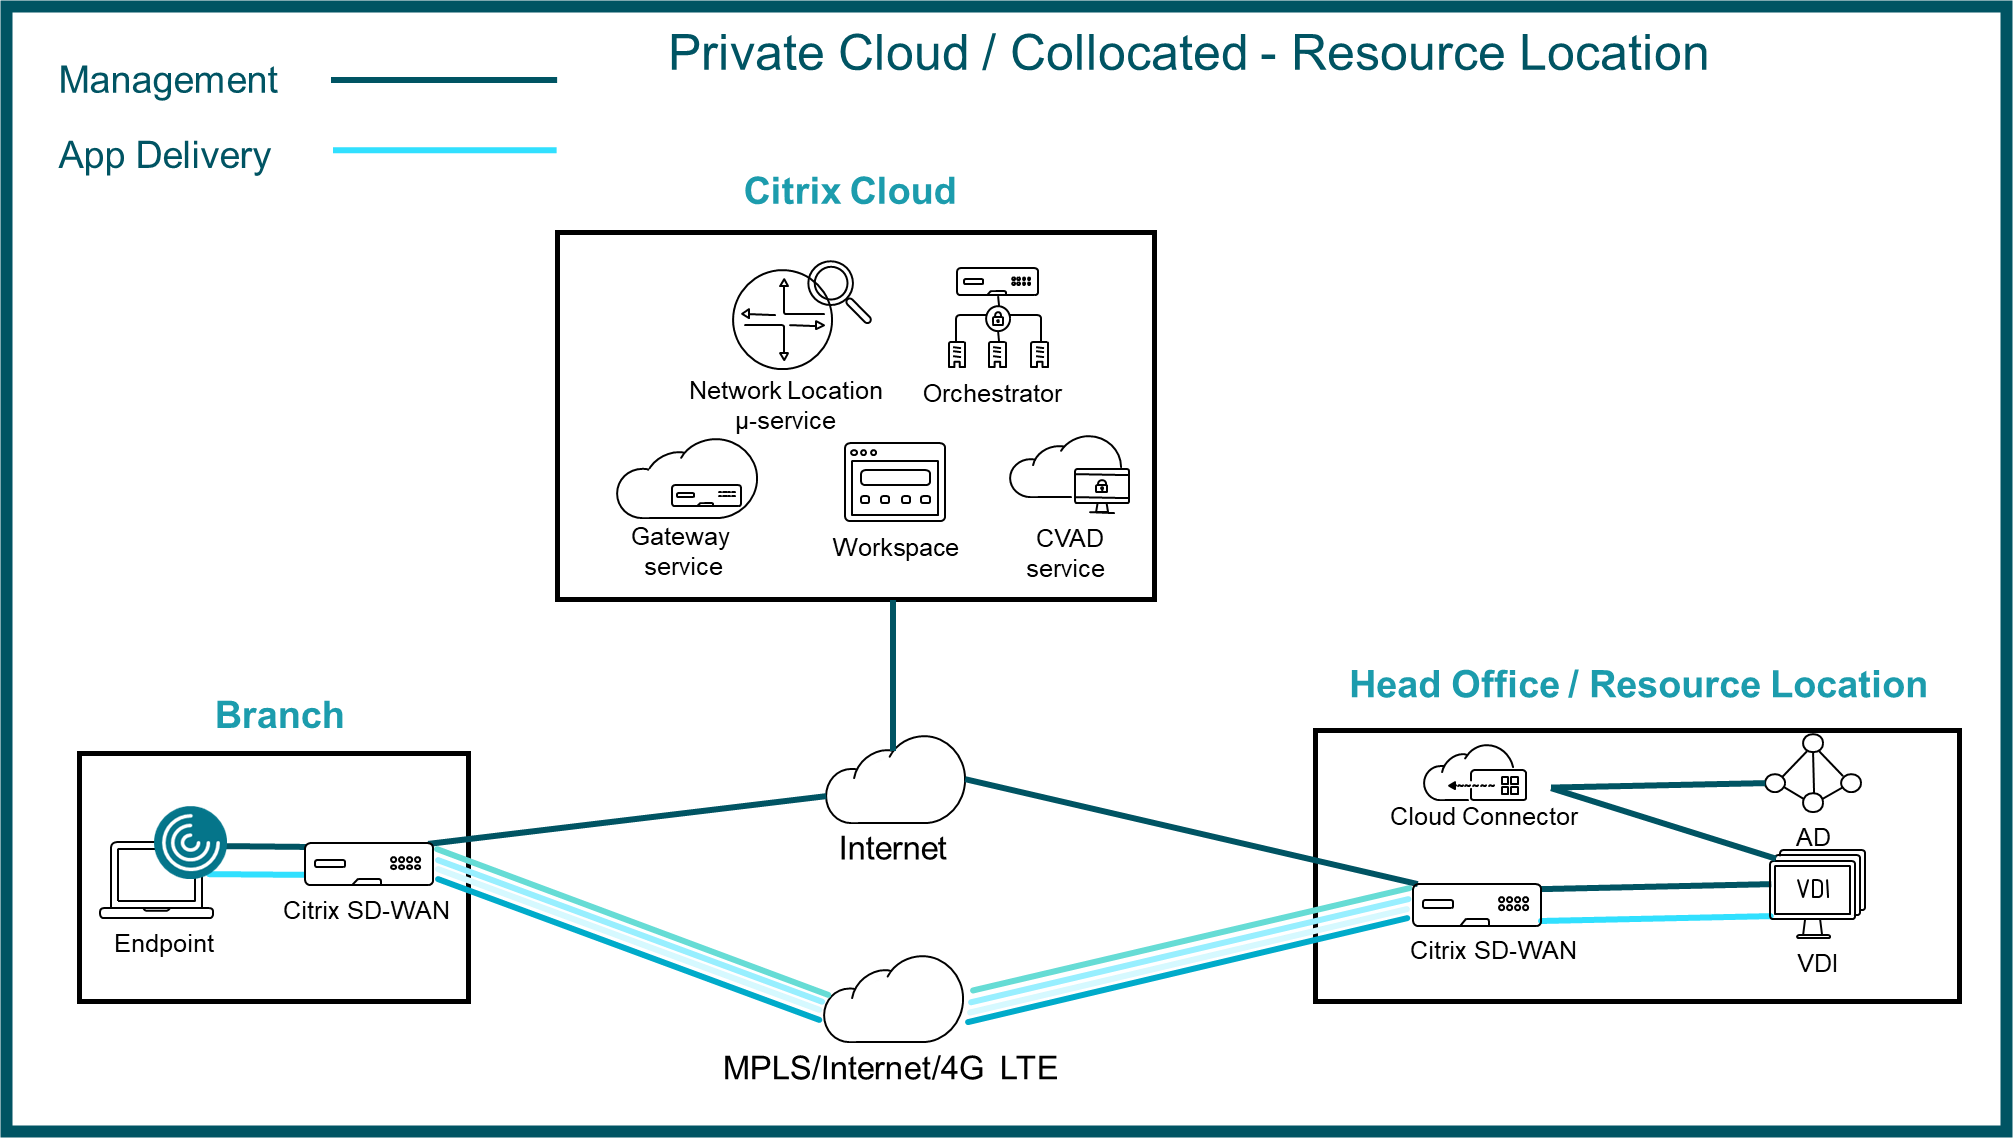 Private Cloud / Collocated - Resource Location
Management
App Delivery
Citrix Cloud
Network Location
µ-service
Orchestrator
Gateway
service
Workspace
CVAD
service
Branch
Endpoint
Citrix SD-WAN
Internet
MPLS/Internet/4G LTE
Head Office / Resource Location
Cloud Connector
AD
VDI
Citrix SD-WAN
VDI